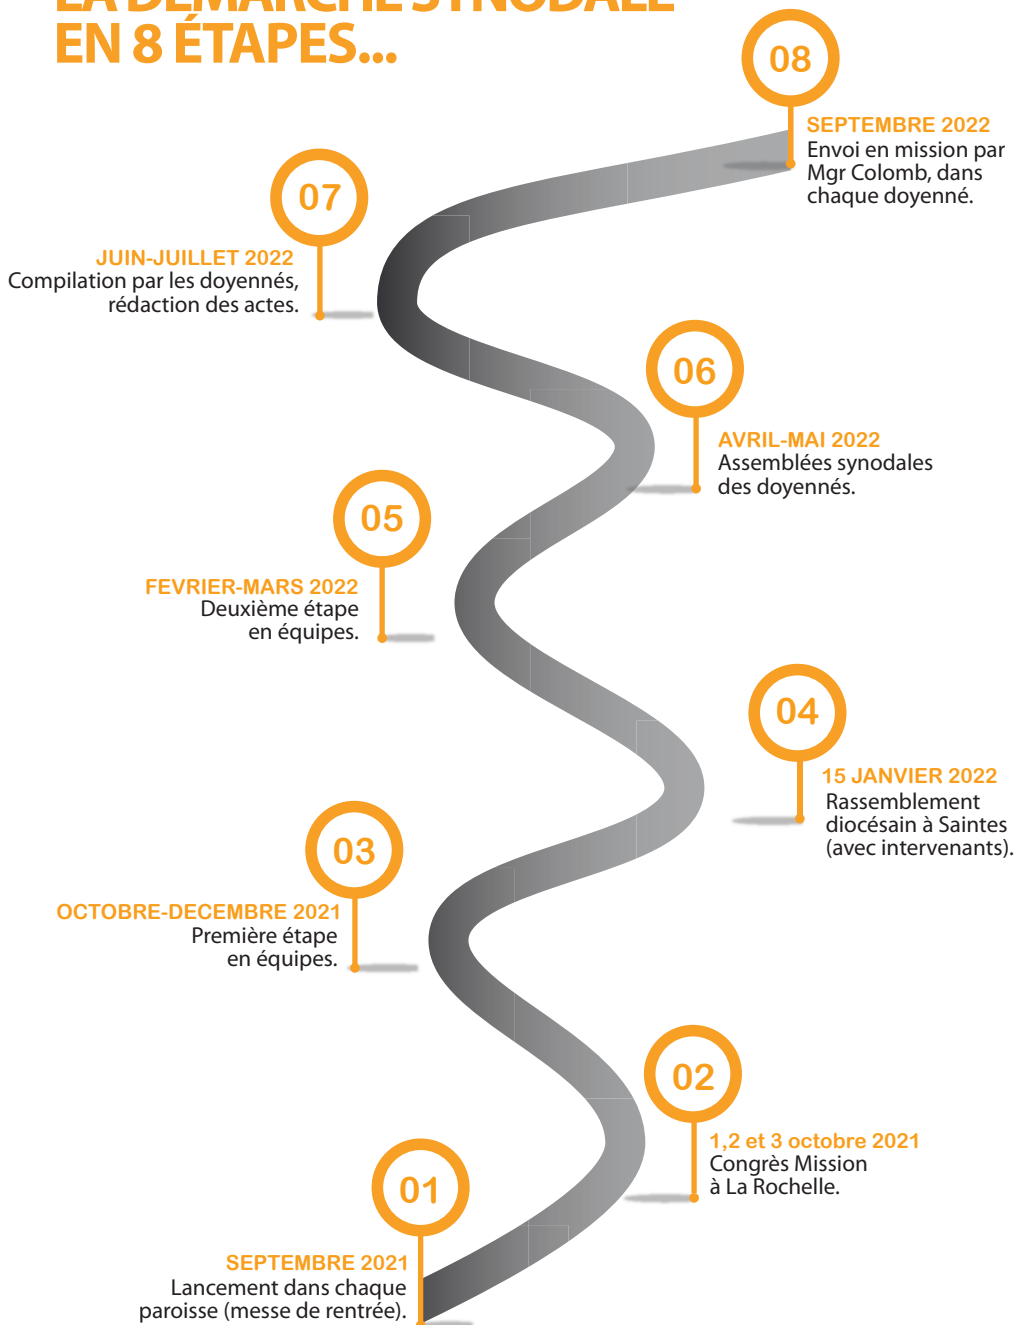 LA DÉMARCHE SYNODALE
EN 8 ÉTAPES...
08
SEPTEMBRE 2022
Envoi en mission par
Mgr Colomb, dans
chaque doyenné.
07
JUIN-JUILLET 2022
Compilation par les doyennés,
rédaction des actes.
06
AVRIL-MAI 2022
Assemblées synodales
des doyennés.
05
FEVRIER-MARS 2022
Deuxième étape
en équipes.
04
15 JANVIER 2022
Rassemblement
diocésain à Saintes
(avec intervenants).
03
OCTOBRE-DECEMBRE 2021
Première étape
en équipes.
02
1,2 et 3 octobre 2021
Congrès Mission
à La Rochelle.
01
SEPTEMBRE 2021
Lancement dans chaque
paroisse (messe de rentrée).